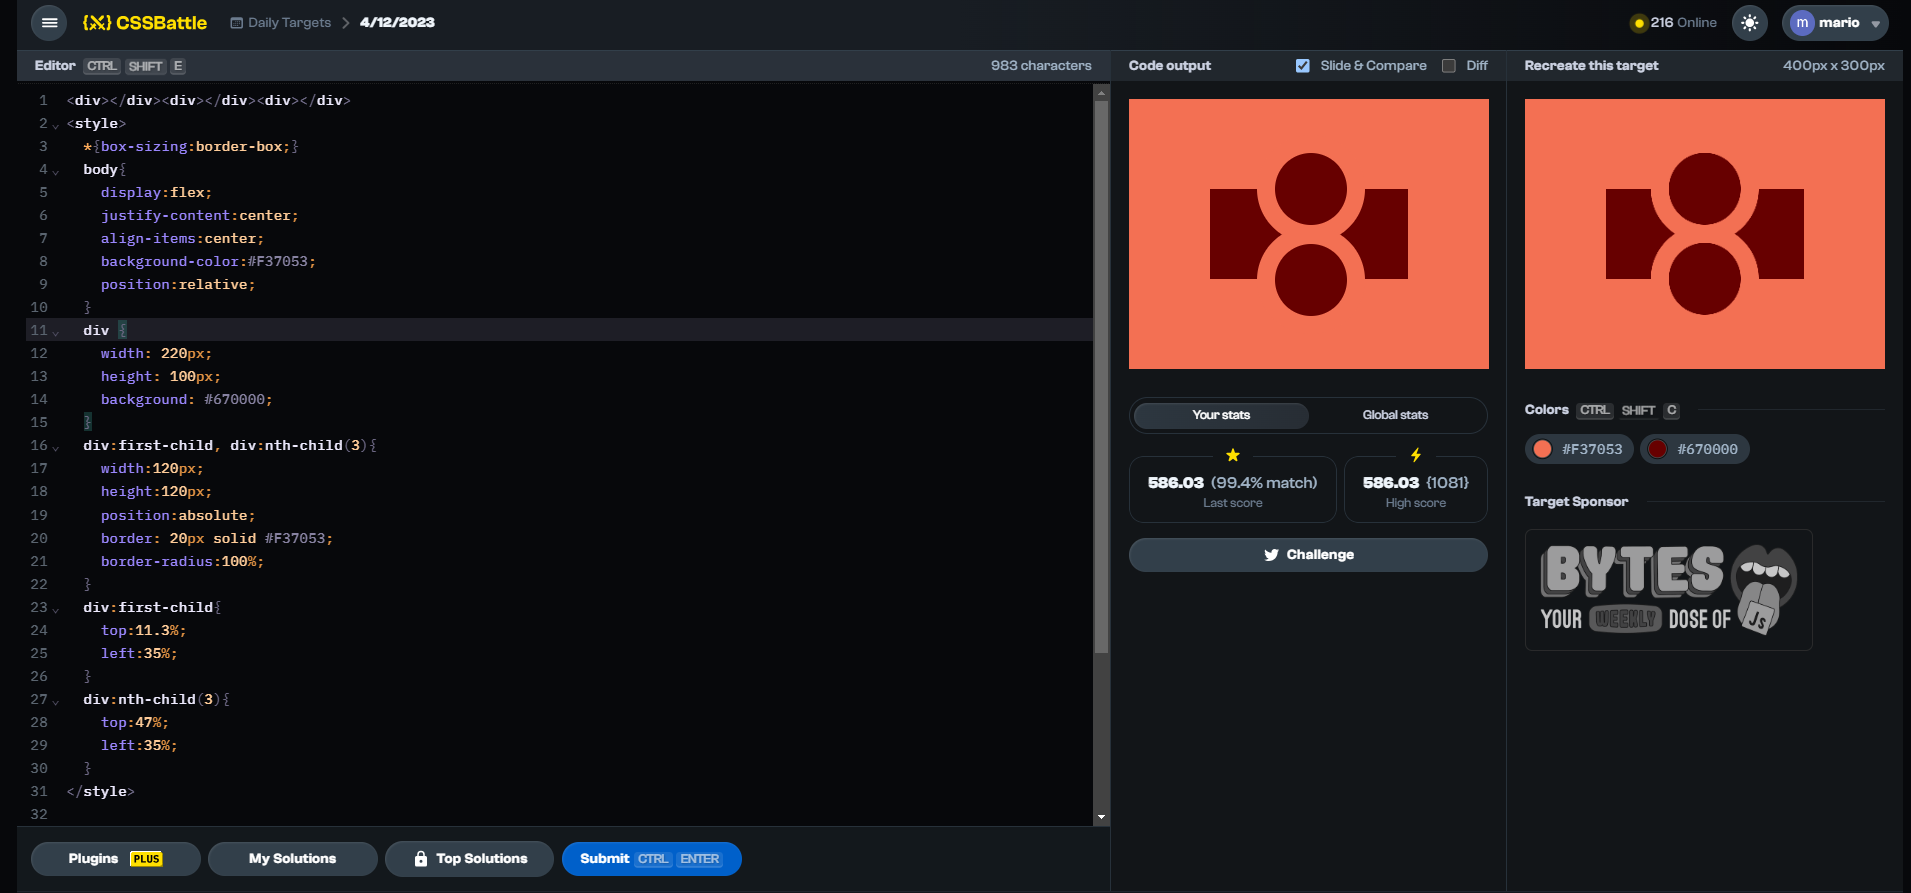 {X} CSSBattle Daily Targets > 4/12/2023 216 Online m mario
Editor CTRL SHIFT E 983 characters
1 <div></div><div></div><div></div>
2 <style>
3 *{box-sizing:border-box;}
4 body{
5 display:flex;
6 justify-content:center;
7 align-items:center;
8 background-color:#F37053;
9 position:relative;
10 }
11 div {
12 width: 220px;
13 height: 100px;
14 background: #670000;
15 }
16 div:first-child, div:nth-child(3){
17 width:120px;
18 height:120px;
19 position:absolute;
20 border: 20px solid #F37053;
21 border-radius:100%;
22 }
23 div:first-child{
24 top:11.3%;
25 left:35%;
26 }
27 div:nth-child(3){
28 top:47%;
29 left:35%;
30 }
31 </style>
32
Plugins PLUS My Solutions Top Solutions Submit CTRL ENTER
Code output Slide & Compare Diff
Your stats Global stats
586.03 (99.4% match)
Last score
586.03 {1081}
High score
Challenge
Recreate this target 400px x 300px
Colors CTRL SHIFT C
#F37053 #670000
Target Sponsor
BYTES
YOUR WEEKLY DOSE OF JS